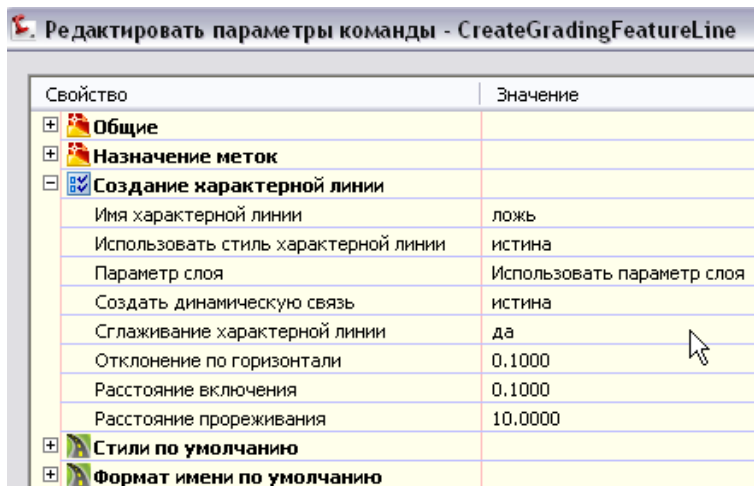 Редактировать параметры команды - CreateGradingFeatureLine
Свойство Значение
Общие
Назначение меток
Создание характерной линии
Имя характерной линии ложь
Использовать стиль характерной линии истина
Параметр слоя Использовать параметр слоя
Создать динамическую связь истина
Сглаживание характерной линии да
Отклонение по горизонтали 0.1000
Расстояние включения 0.1000
Расстояние прореживания 10.0000
Стили по умолчанию
Формат имени по умолчанию